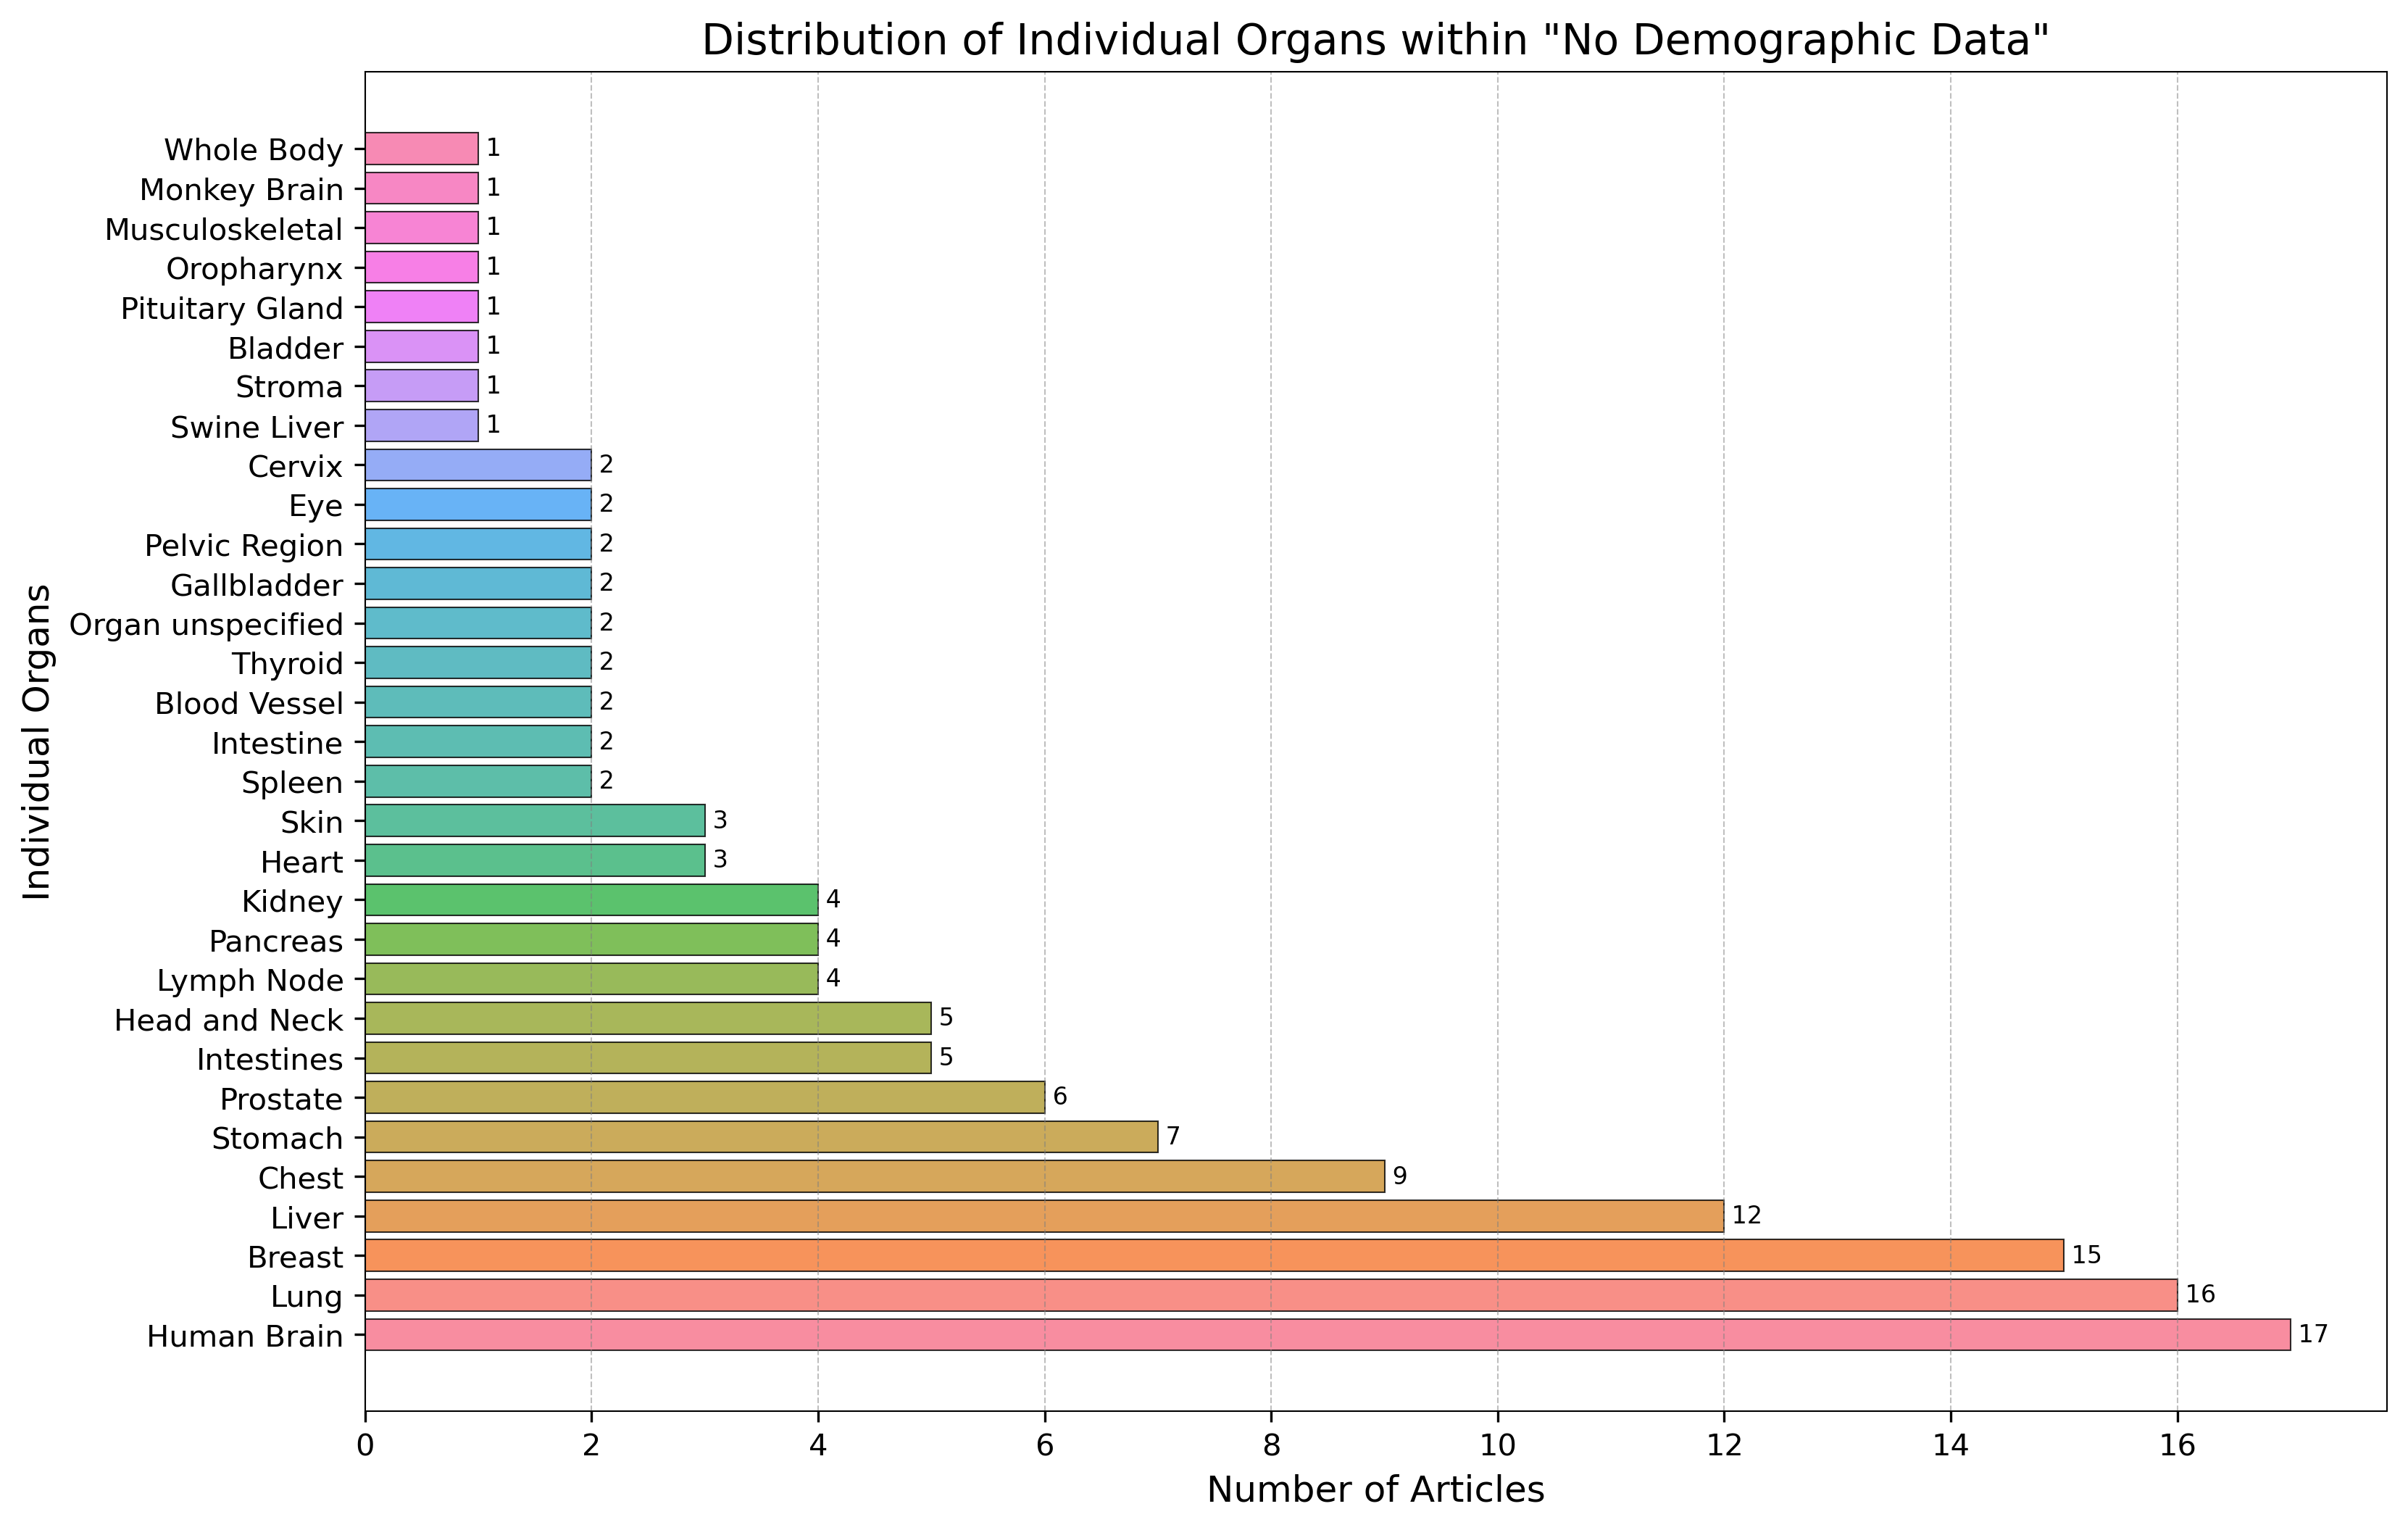 Distribution of Individual Organs within "No Demographic Data"
Individual Organs
Whole Body 1
Monkey Brain 1
Musculoskeletal 1
Oropharynx 1
Pituitary Gland 1
Bladder 1
Stroma 1
Swine Liver 1
Cervix 2
Eye 2
Pelvic Region 2
Gallbladder 2
Organ unspecified 2
Thyroid 2
Blood Vessel 2
Intestine 2
Spleen 2
Skin 3
Heart 3
Kidney 4
Pancreas 4
Lymph Node 4
Head and Neck 5
Intestines 5
Prostate 6
Stomach 7
Chest 9
Liver 12
Breast 15
Lung 16
Human Brain 17
0 2 4 6 8 10 12 14 16
Number of Articles